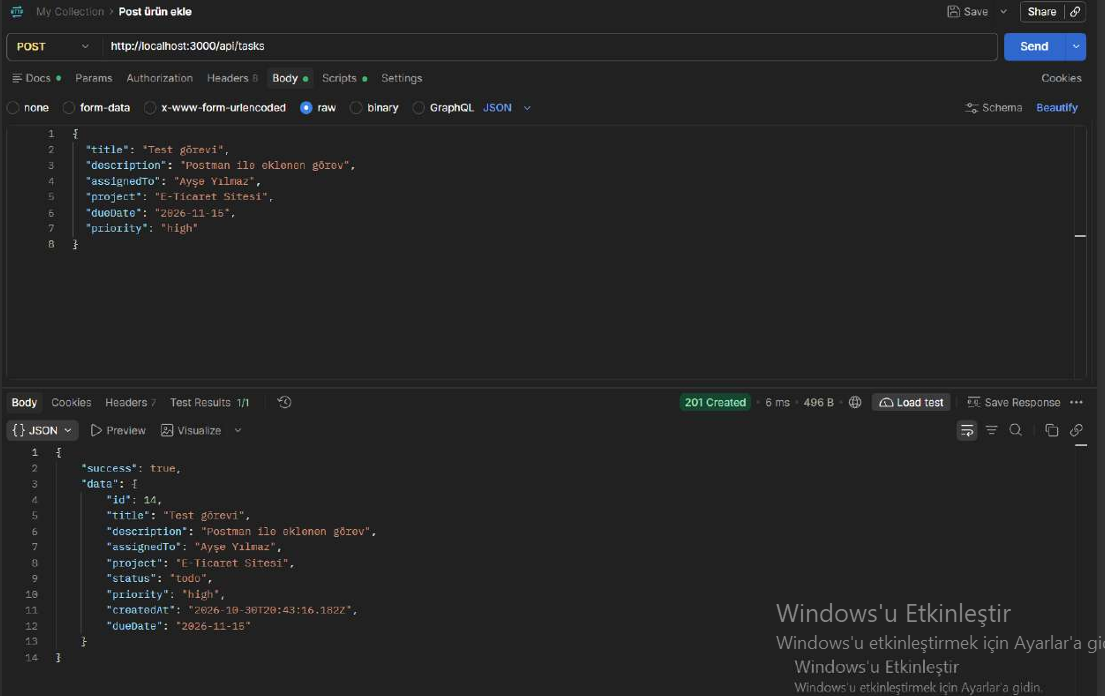 HTTP My Collection > Post ürün ekle Save Share
POST http://localhost:3000/api/tasks Send
Docs Params Authorization Headers 8 Body Scripts Settings Cookies
none form-data x-www-form-urlencoded raw binary GraphQL JSON Schema Beautify
1 {
2 "title": "Test görevi",
3 "description": "Postman ile eklenen görev",
4 "assignedTo": "Ayşe Yılmaz",
5 "project": "E-Ticaret Sitesi",
6 "dueDate": "2026-11-15",
7 "priority": "high"
8 }
Body Cookies Headers 7 Test Results 1/1 201 Created • 6 ms • 496 B Load test Save Response
{} JSON Preview Visualize
1 {
2 "success": true,
3 "data": {
4 "id": 14,
5 "title": "Test görevi",
6 "description": "Postman ile eklenen görev",
7 "assignedTo": "Ayşe Yılmaz",
8 "project": "E-Ticaret Sitesi",
9 "status": "todo",
10 "priority": "high",
11 "createdAt": "2026-10-30T20:43:16.182Z",
12 "dueDate": "2026-11-15"
13 }
14 }
Windows'u Etkinleştir
Windows'u etkinleştirmek için Ayarlar'a gi
Windows'u Etkinleştir
Windows'u etkinleştirmek için Ayarlar'a gidin.